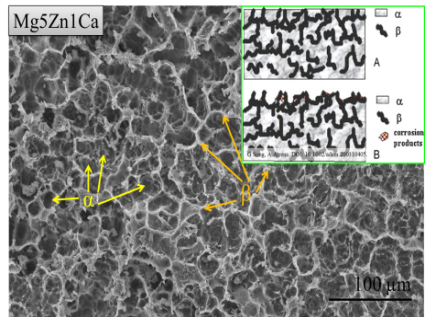 Mg5Zn1Ca
α
β
A
α
β
corrosion
products
B
α
β
100 µm